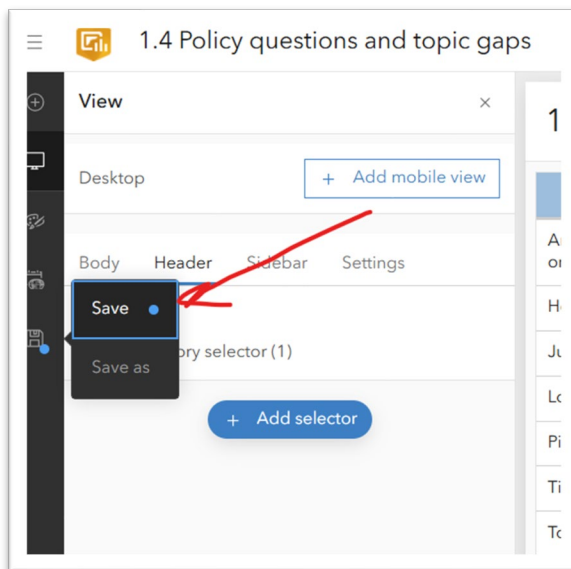 1.4 Policy questions and topic gaps
View
Desktop
+ Add mobile view
Body Header Sidebar Settings
Save
selector (1)
Save as
+ Add selector
1